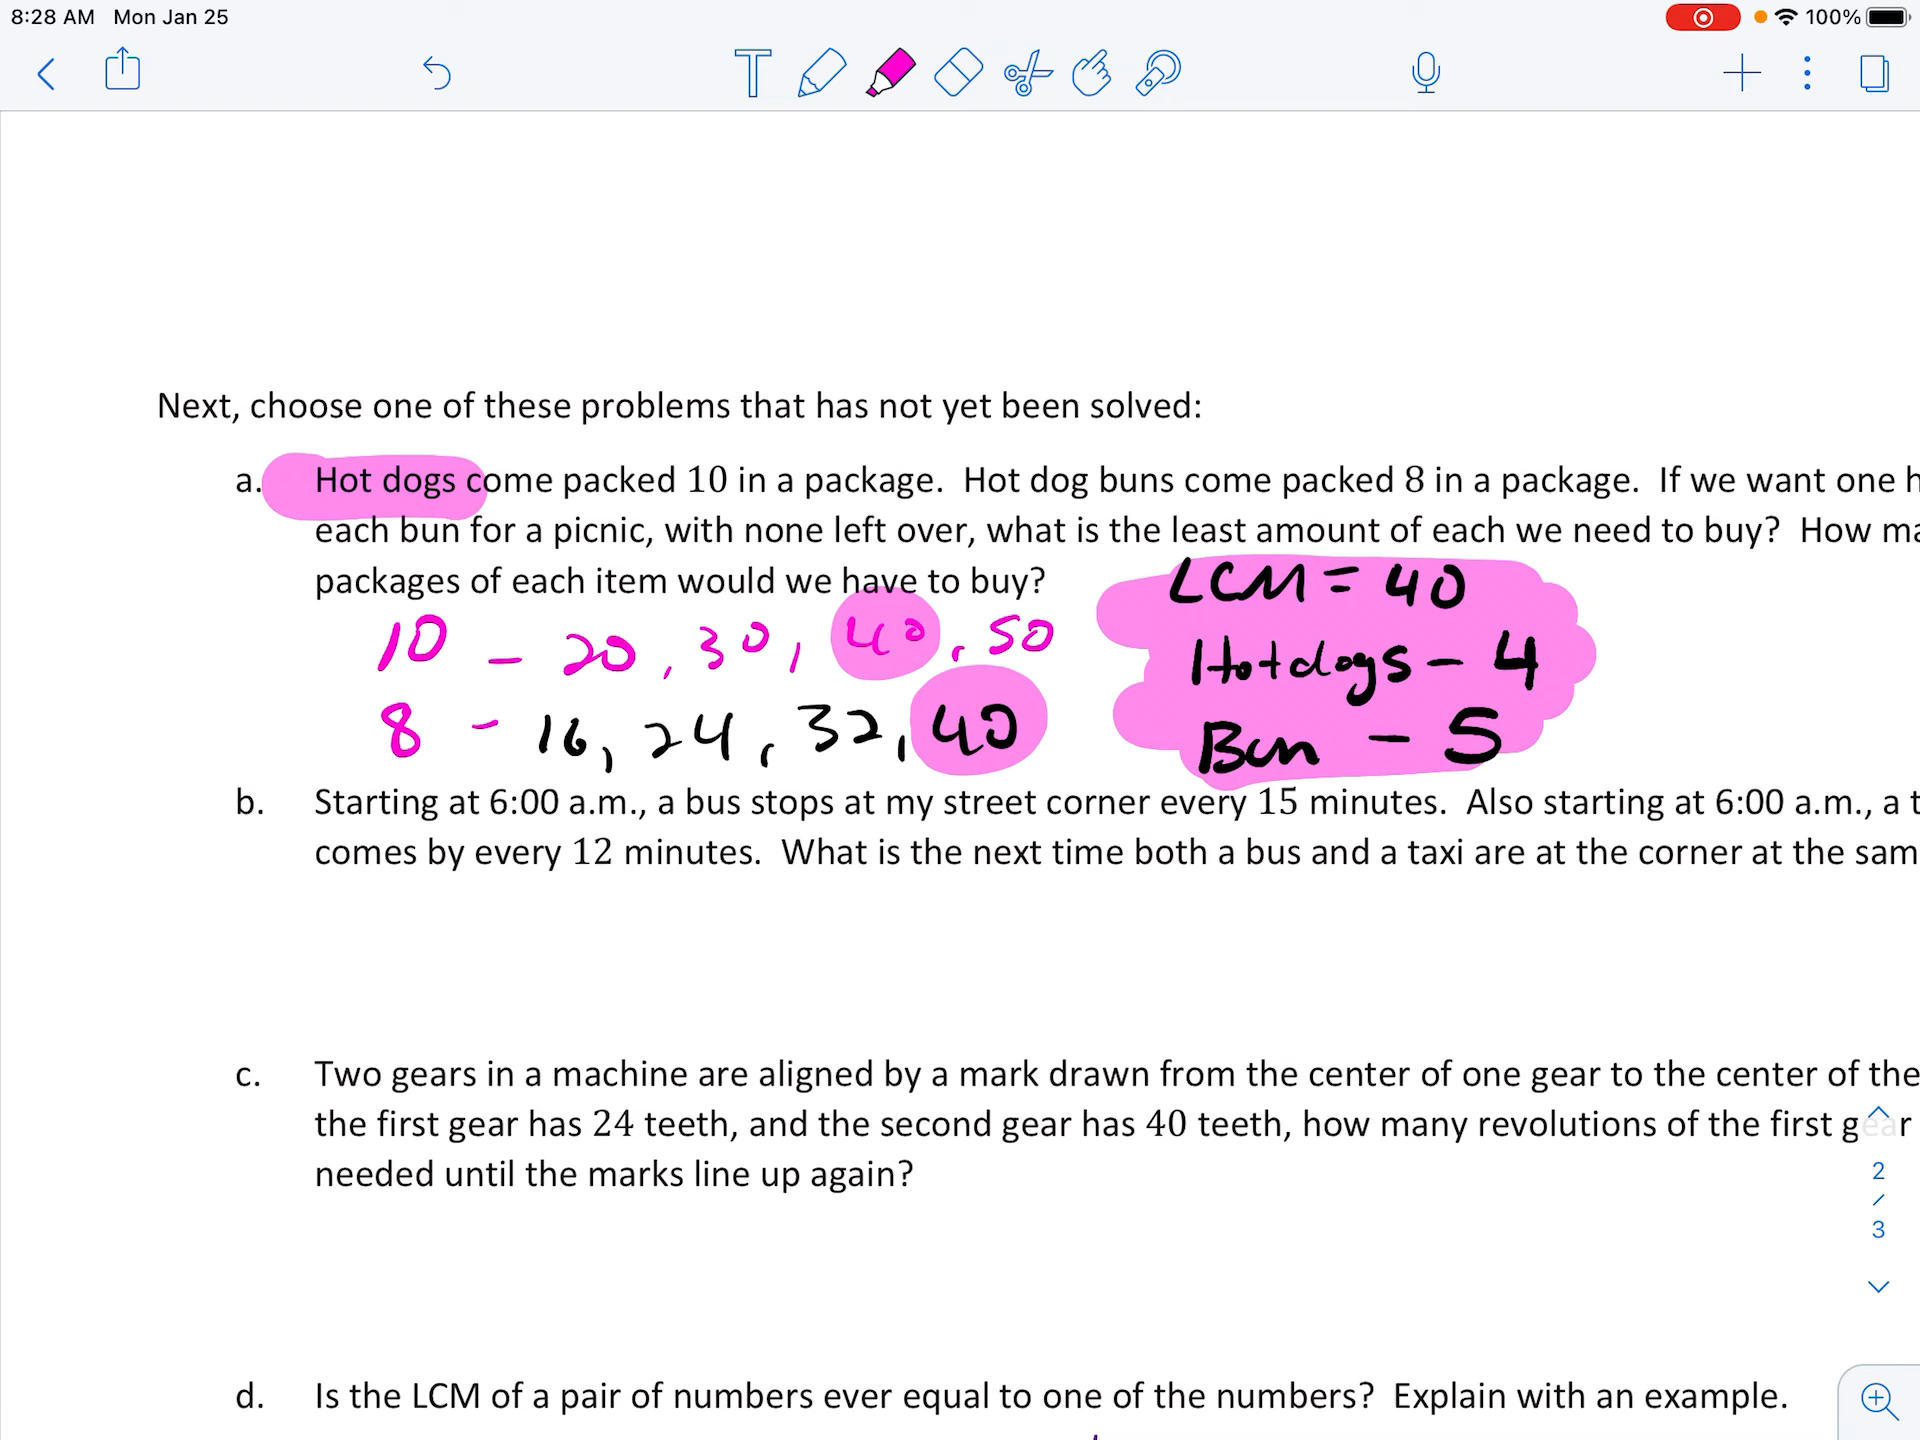 8:28 AM Mon Jan 25
100%
Next, choose one of these problems that has not yet been solved:
a. Hot dogs come packed 10 in a package. Hot dog buns come packed 8 in a package. If we want one h
each bun for a picnic, with none left over, what is the least amount of each we need to buy? How ma
packages of each item would we have to buy?
LCM = 40
10 - 20, 30, 40, 50
Hotdogs - 4
8 - 16, 24, 32, 40
Bun - 5
b. Starting at 6:00 a.m., a bus stops at my street corner every 15 minutes. Also starting at 6:00 a.m., a t
comes by every 12 minutes. What is the next time both a bus and a taxi are at the corner at the sam
c. Two gears in a machine are aligned by a mark drawn from the center of one gear to the center of the
the first gear has 24 teeth, and the second gear has 40 teeth, how many revolutions of the first gear
needed until the marks line up again?
2
/
3
d. Is the LCM of a pair of numbers ever equal to one of the numbers? Explain with an example.